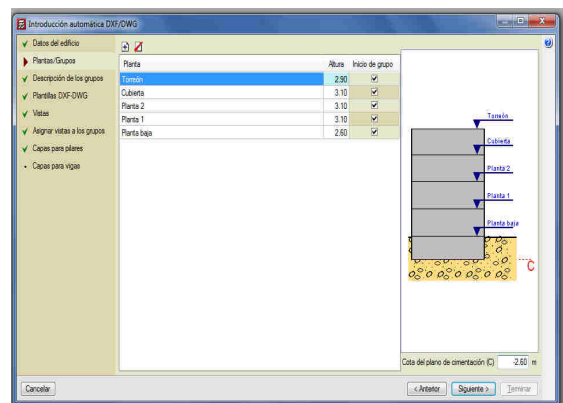 Introducción automática DXF/DWG
Datos del edificio
Plantas/Grupos
Descripción de los grupos
Plantillas DXF-DWG
Vistas
Asignar vistas a los grupos
Capas para pilares
Capas para vigas
Planta Altura Inicio de grupo
Torreón 2.90
Cubierta 3.10
Planta 2 3.10
Planta 1 3.10
Planta baja 2.60
Torreón
Cubierta
Planta 2
Planta 1
Planta baja
C
Cota del plano de cimentación (C) -2.60 m
Cancelar < Anterior Siguiente > Terminar